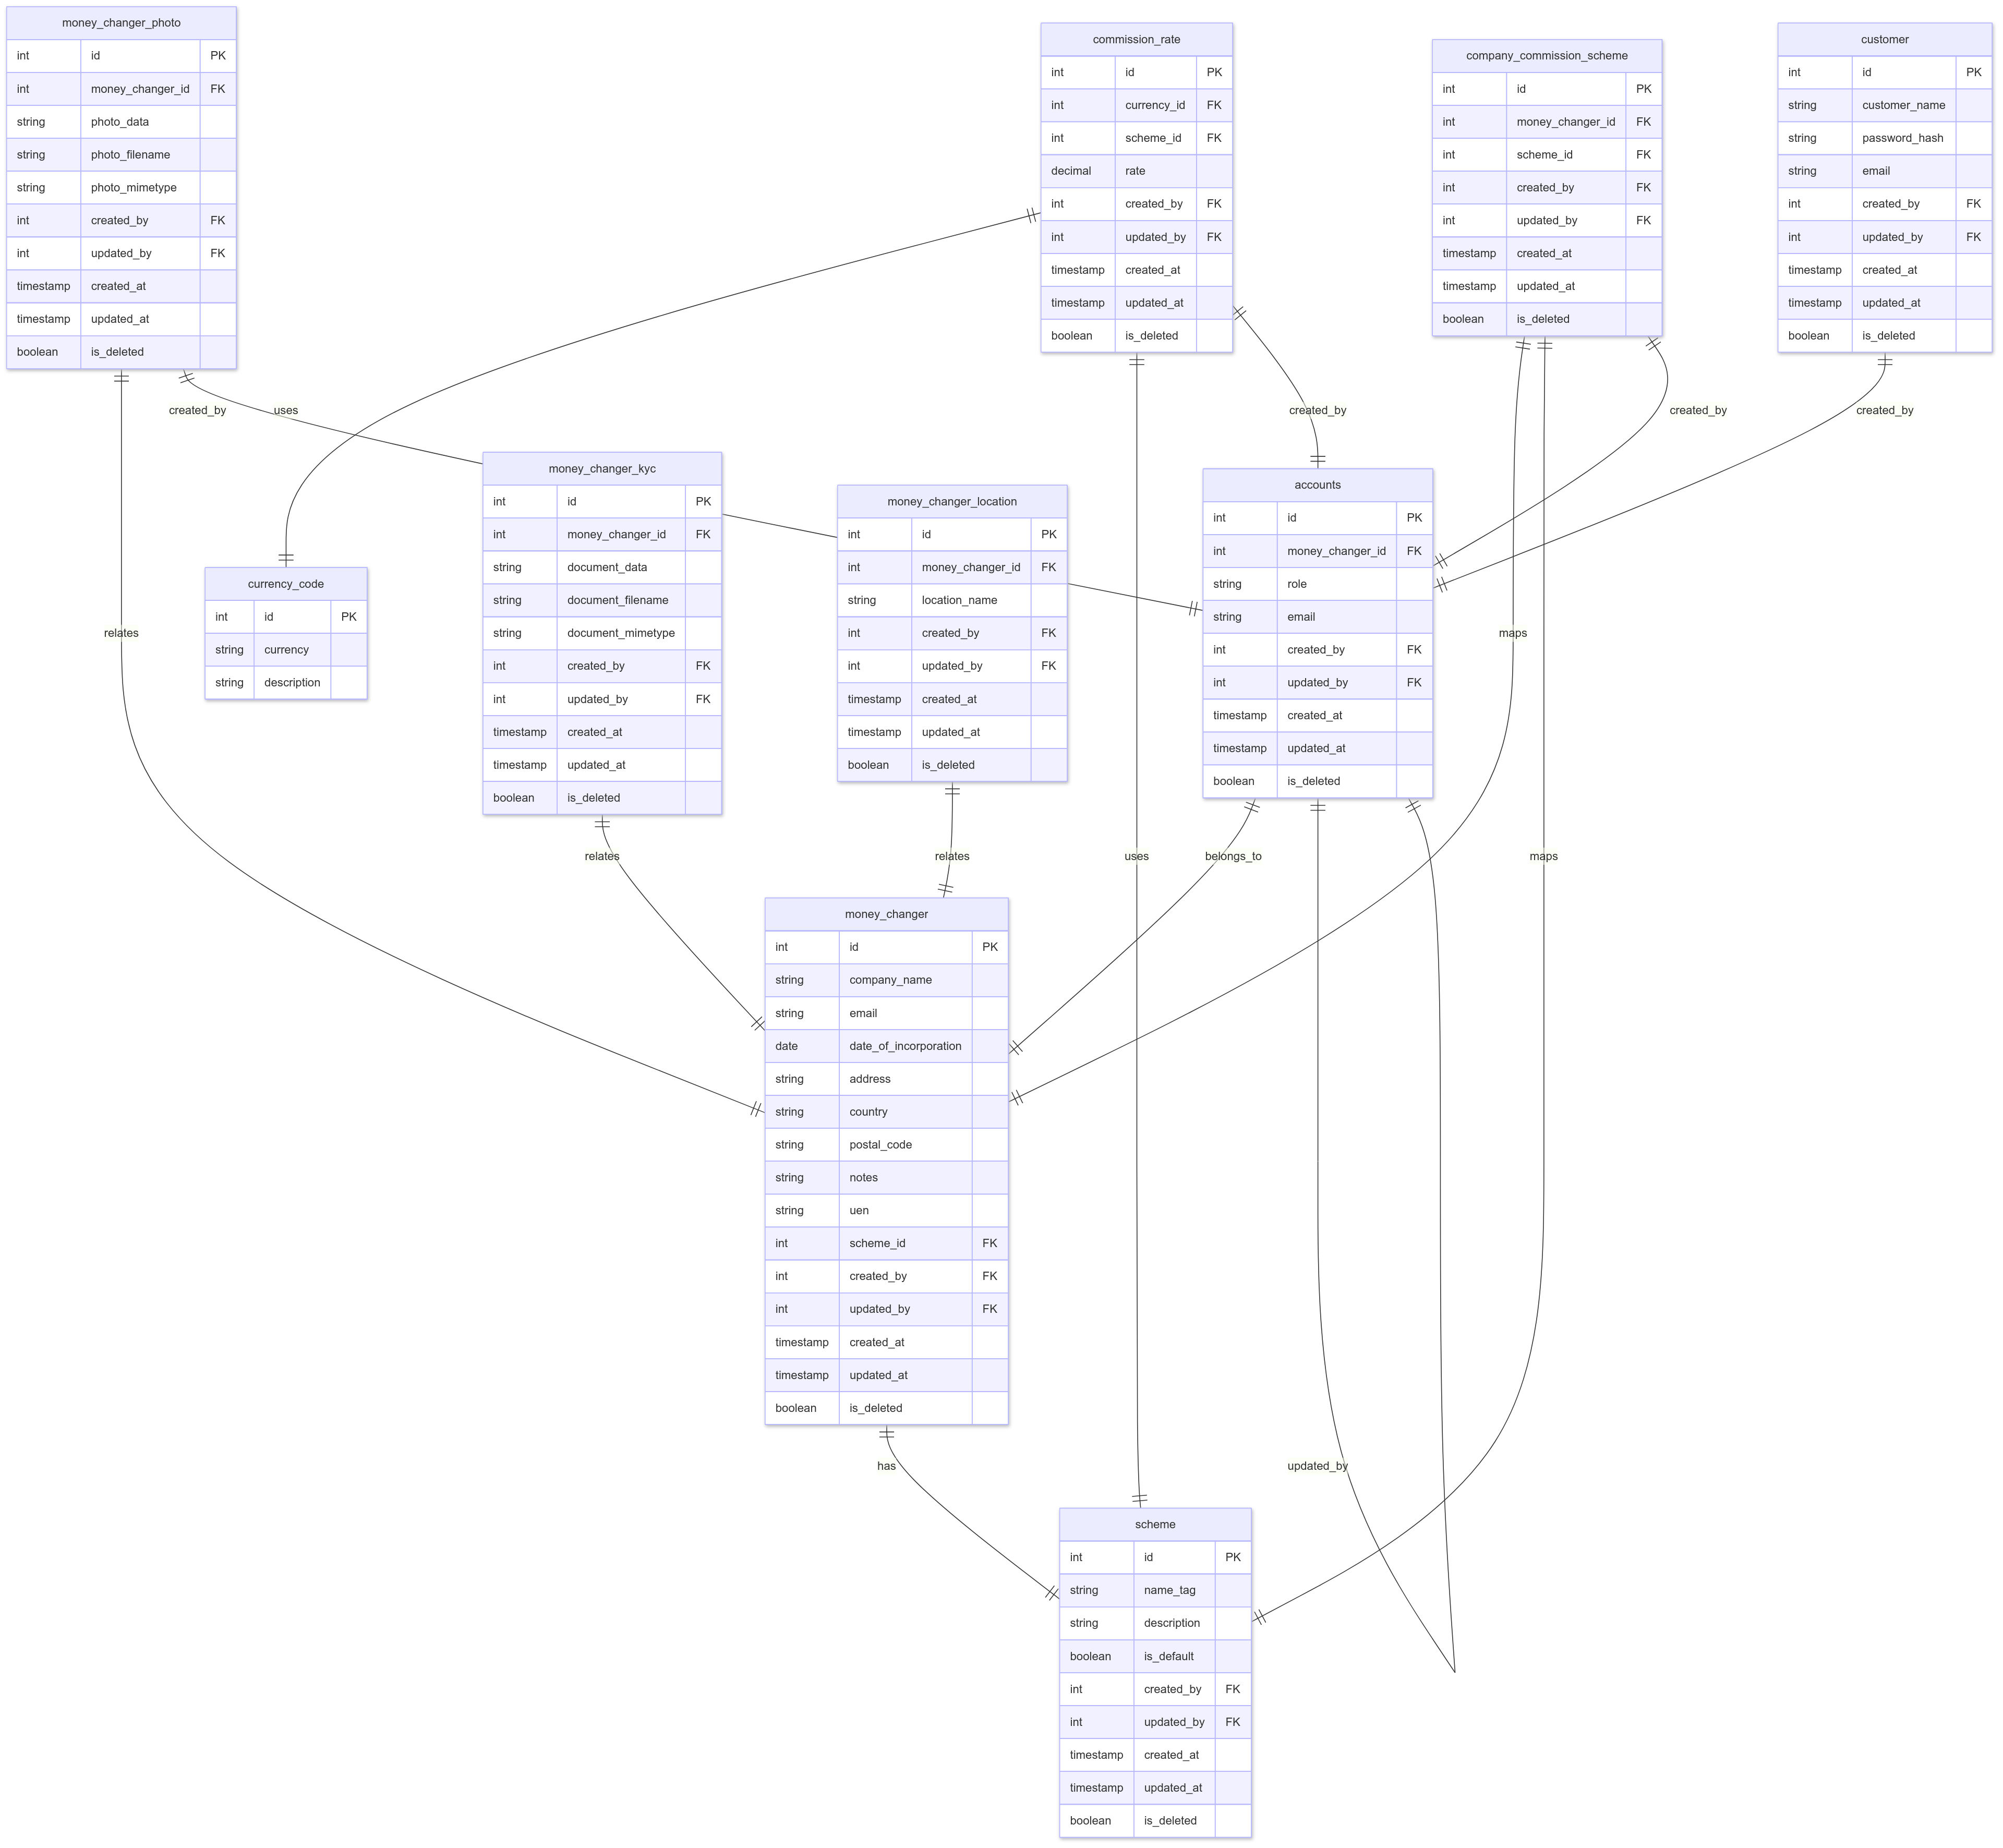 money_changer_photo
int id PK
int money_changer_id FK
string photo_data
string photo_filename
string photo_mimetype
int created_by FK
int updated_by FK
timestamp created_at
timestamp updated_at
boolean is_deleted
commission_rate
int id PK
int currency_id FK
int scheme_id FK
decimal rate
int created_by FK
int updated_by FK
timestamp created_at
timestamp updated_at
boolean is_deleted
company_commission_scheme
int id PK
int money_changer_id FK
int scheme_id FK
int created_by FK
int updated_by FK
timestamp created_at
timestamp updated_at
boolean is_deleted
customer
int id PK
string customer_name
string password_hash
string email
int created_by FK
int updated_by FK
timestamp created_at
timestamp updated_at
boolean is_deleted
created_by
uses
created_by
created_by
created_by
currency_code
int id PK
string currency
string description
money_changer_kyc
int id PK
int money_changer_id FK
string document_data
string document_filename
string document_mimetype
int created_by FK
int updated_by FK
timestamp created_at
timestamp updated_at
boolean is_deleted
money_changer_location
int id PK
int money_changer_id FK
string location_name
int created_by FK
int updated_by FK
timestamp created_at
timestamp updated_at
boolean is_deleted
accounts
int id PK
int money_changer_id FK
string role
string email
int created_by FK
int updated_by FK
timestamp created_at
timestamp updated_at
boolean is_deleted
relates
maps
relates
relates
uses
belongs_to
maps
money_changer
int id PK
string company_name
string email
date date_of_incorporation
string address
string country
string postal_code
string notes
string uen
int scheme_id FK
int created_by FK
int updated_by FK
timestamp created_at
timestamp updated_at
boolean is_deleted
has
updated_by
scheme
int id PK
string name_tag
string description
boolean is_default
int created_by FK
int updated_by FK
timestamp created_at
timestamp updated_at
boolean is_deleted